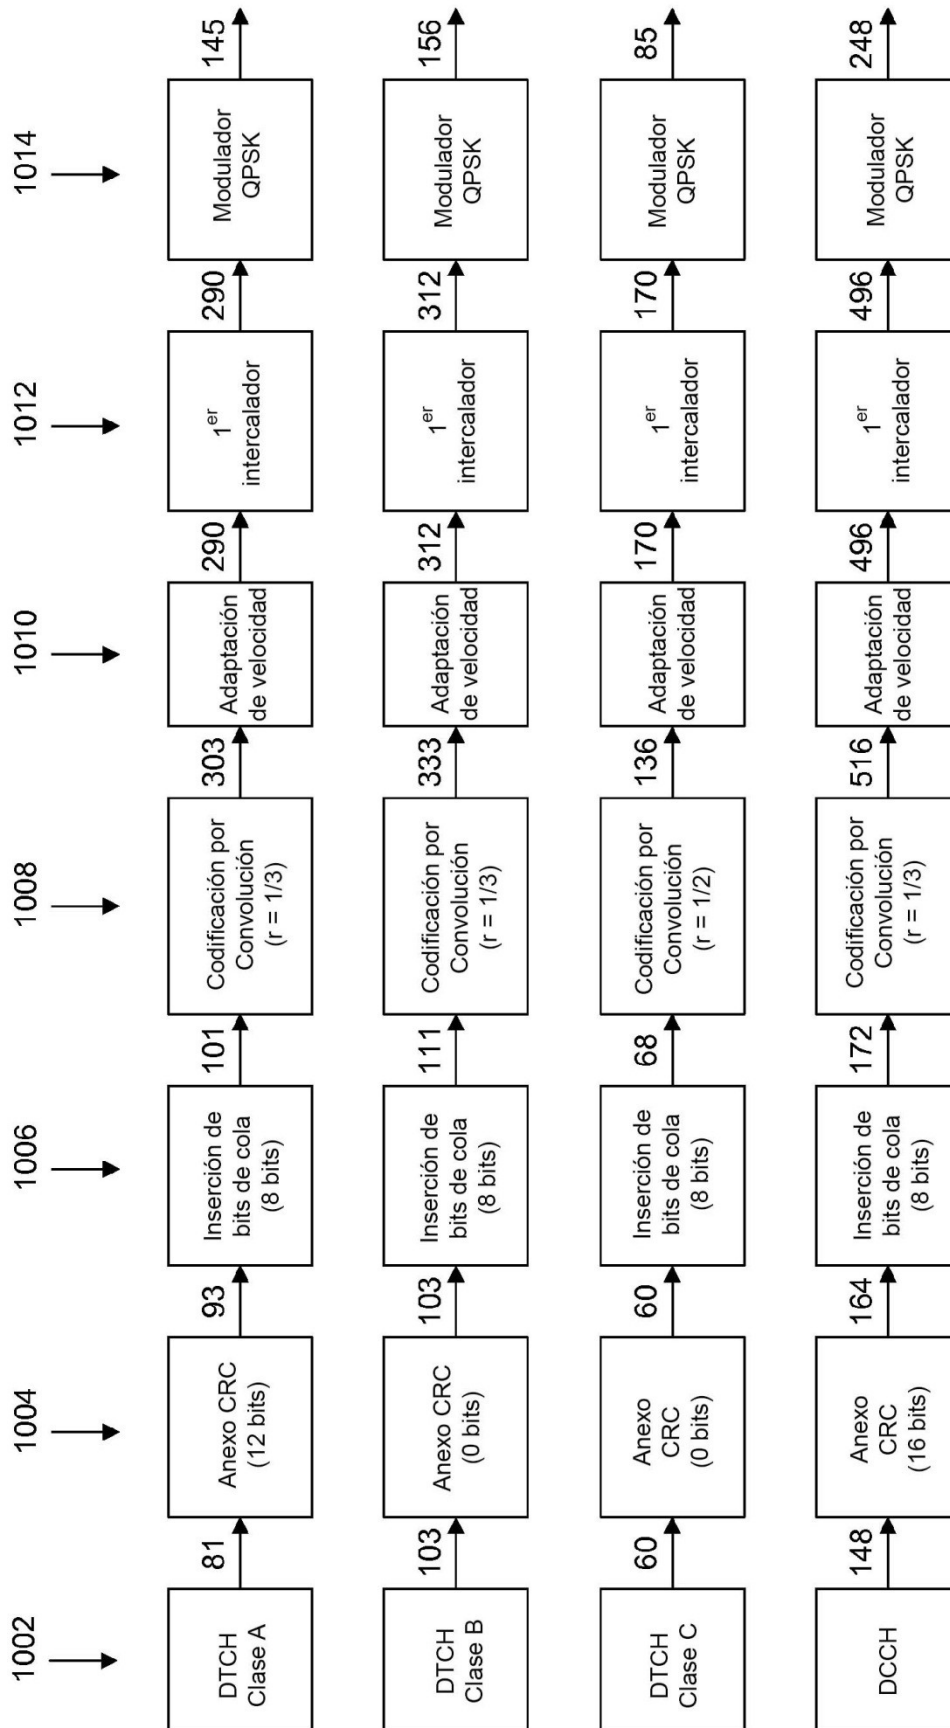 1002
1004
1006
1008
1010
1012
1014
DTCH
Clase A
81
Anexo CRC
(12 bits)
93
Inserción de
bits de cola
(8 bits)
101
Codificación por
Convolución
(r = 1/3)
303
Adaptación
de velocidad
290
1er
intercalador
290
Modulador
QPSK
145
DTCH
Clase B
103
Anexo CRC
(0 bits)
103
Inserción de
bits de cola
(8 bits)
111
Codificación por
Convolución
(r = 1/3)
333
Adaptación
de velocidad
312
1er
intercalador
312
Modulador
QPSK
156
DTCH
Clase C
60
Anexo
CRC
(0 bits)
60
Inserción de
bits de cola
(8 bits)
68
Codificación por
Convolución
(r = 1/2)
136
Adaptación
de velocidad
170
1er
intercalador
170
Modulador
QPSK
85
DCCH
148
Anexo
CRC
(16 bits)
164
Inserción de
bits de cola
(8 bits)
172
Codificación por
Convolución
(r = 1/3)
516
Adaptación
de velocidad
496
1er
intercalador
496
Modulador
QPSK
248